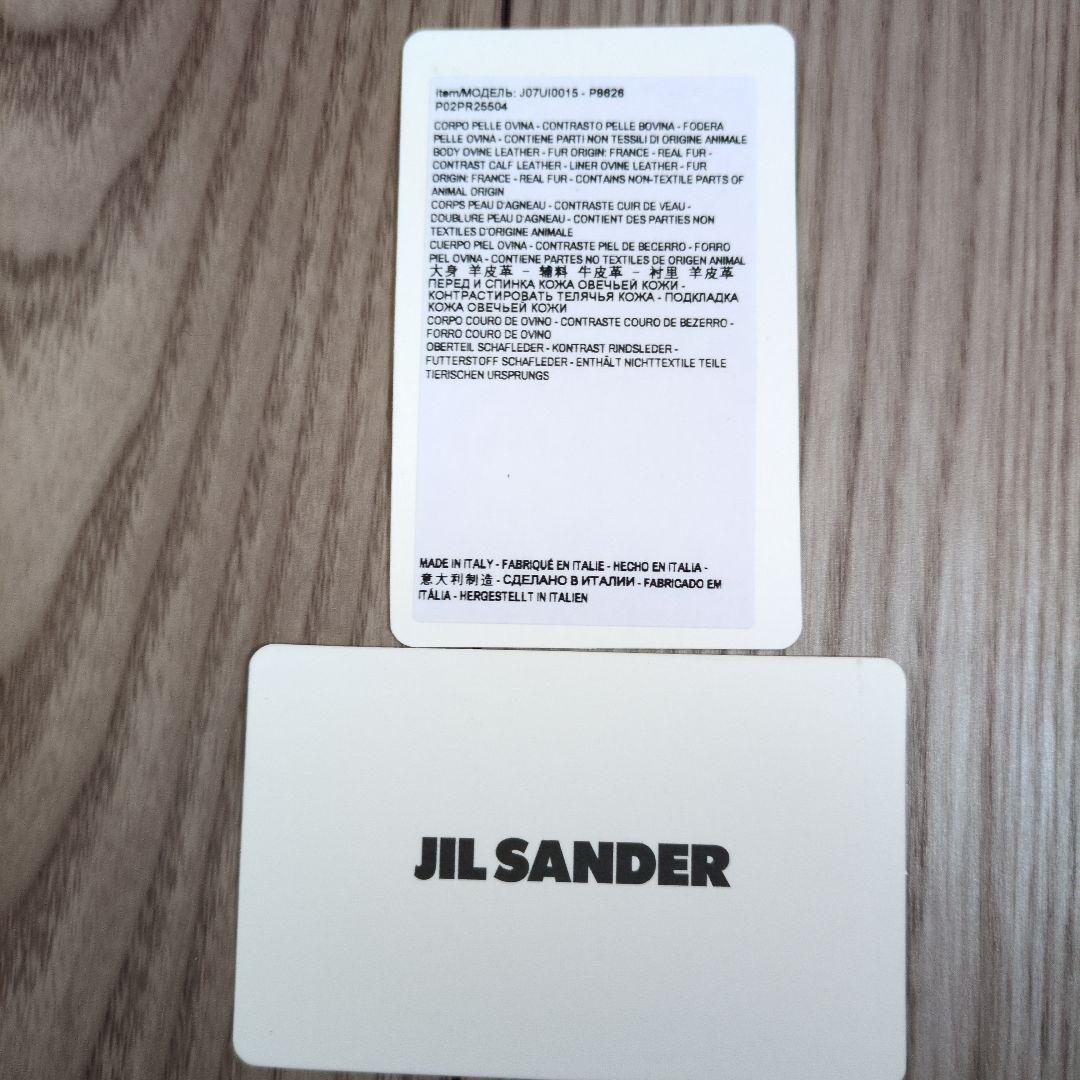 Item/МОДЕЛЬ: J07UI0015 - P8626
P02PR25504
CORPO PELLE OVINA - CONTRASTO PELLE BOVINA - FODERA
PELLE OVINA - CONTIENE PARTI NON TESSILI DI ORIGINE ANIMALE
BODY OVINE LEATHER - FUR ORIGIN: FRANCE - REAL FUR -
CONTRAST CALF LEATHER - LINER OVINE LEATHER - FUR
ORIGIN: FRANCE - REAL FUR - CONTAINS NON-TEXTILE PARTS OF
ANIMAL ORIGIN
CORPS PEAU D'AGNEAU - CONTRASTE CUIR DE VEAU -
DOUBLURE PEAU D'AGNEAU - CONTIENT DES PARTIES NON
TEXTILES D'ORIGINE ANIMALE
CUERPO PIEL OVINA - CONTRASTE PIEL DE BECERRO - FORRO
PIEL OVINA - CONTIENE PARTES NO TEXTILES DE ORIGEN ANIMAL
大身 羊皮革 - 辅料 牛皮革 - 衬里 羊皮革
ПЕРЕД И СПИНКА КОЖА ОВЕЧЬЕЙ КОЖИ -
КОНТРАСТИРОВАТЬ ТЕЛЯЧЬЯ КОЖА - ПОДКЛАДКА
КОЖА ОВЕЧЬЕЙ КОЖИ
CORPO COURO DE OVINO - CONTRASTE COURO DE BEZERRO -
FORRO COURO DE OVINO
OBERTEIL SCHAFLEDER - KONTRAST RINDSLEDER -
FUTTERSTOFF SCHAFLEDER - ENTHÄLT NICHTTEXTILE TEILE
TIERISCHEN URSPRUNGS
MADE IN ITALY - FABRIQUÉ EN ITALIE - HECHO EN ITALIA -
意大利制造 - СДЕЛАНО В ИТАЛИИ - FABRICADO EM
ITÁLIA - HERGESTELLT IN ITALIEN
JIL SANDER